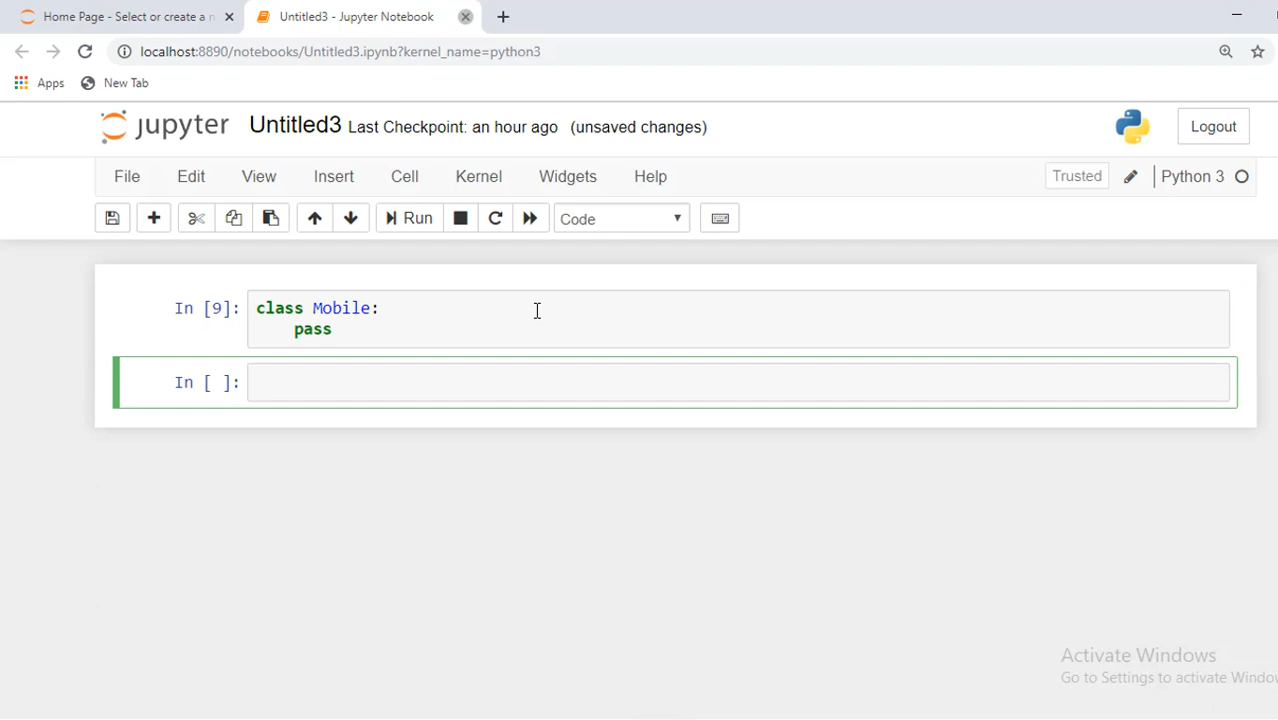 Home Page - Select or create a n
Untitled3 - Jupyter Notebook
localhost:8890/notebooks/Untitled3.ipynb?kernel_name=python3
Apps
New Tab
jupyter
Untitled3 Last Checkpoint: an hour ago (unsaved changes)
Logout
File Edit View Insert Cell Kernel Widgets Help
Trusted
Python 3
Run
Code
In [9]: class Mobile:
pass
In [ ]:
Activate Windows
Go to Settings to activate Windo